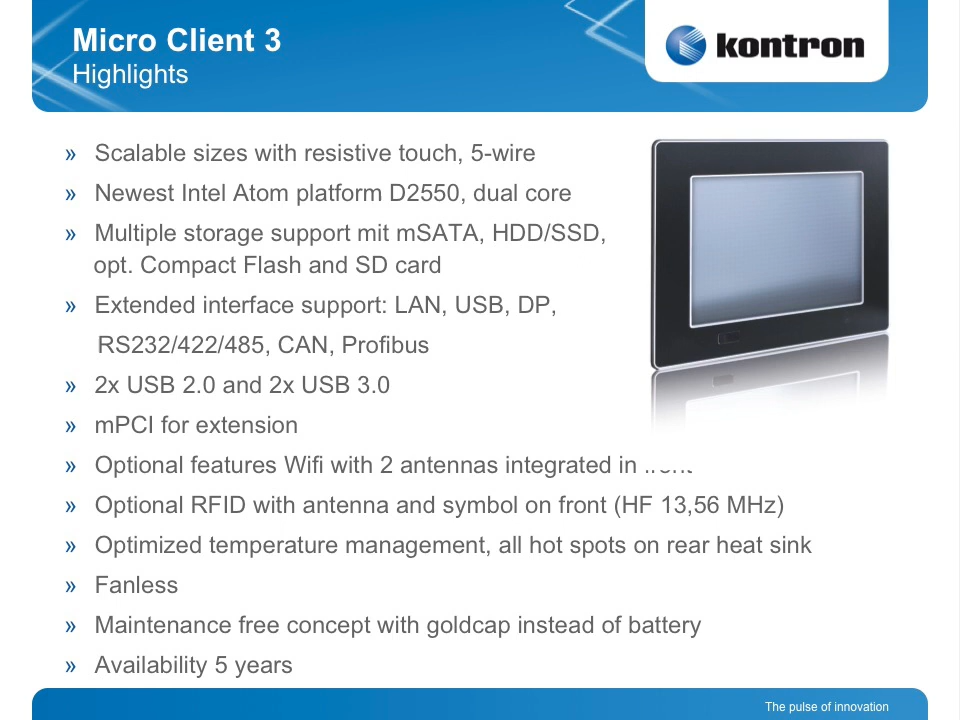 Micro Client 3
Highlights
kontron
» Scalable sizes with resistive touch, 5-wire
» Newest Intel Atom platform D2550, dual core
» Multiple storage support mit mSATA, HDD/SSD,
opt. Compact Flash and SD card
» Extended interface support: LAN, USB, DP,
RS232/422/485, CAN, Profibus
» 2x USB 2.0 and 2x USB 3.0
» mPCI for extension
» Optional features Wifi with 2 antennas integrated in front
» Optional RFID with antenna and symbol on front (HF 13,56 MHz)
» Optimized temperature management, all hot spots on rear heat sink
» Fanless
» Maintenance free concept with goldcap instead of battery
» Availability 5 years
The pulse of innovation